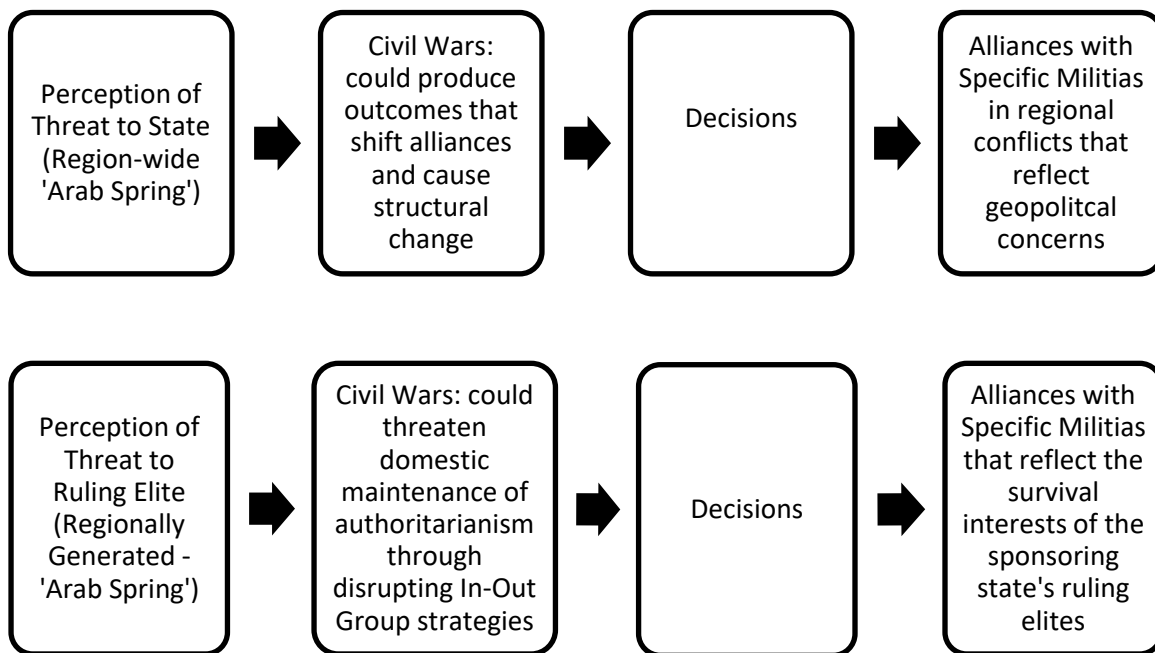 Perception of
Threat to State
(Region-wide
'Arab Spring')
Civil Wars:
could produce
outcomes that
shift alliances
and cause
structural
change
Decisions
Alliances with
Specific Militias
in regional
conflicts that
reflect
geopolitcal
concerns
Perception of
Threat to
Ruling Elite
(Regionally
Generated -
'Arab Spring')
Civil Wars: could
threaten
domestic
maintenance of
authoritarianism
through
disrupting In-Out
Group strategies
Decisions
Alliances with
Specific Militias
that reflect the
survival
interests of the
sponsoring
state's ruling
elites